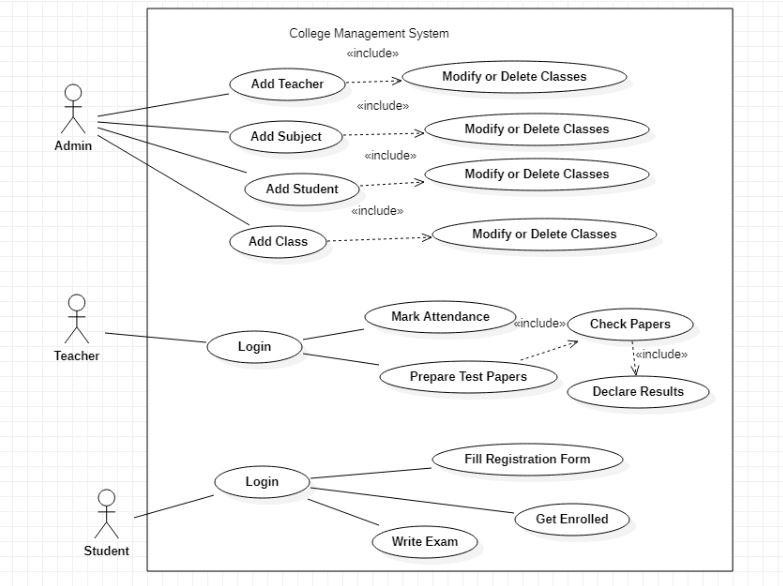 College Management System
«include»
Add Teacher
Modify or Delete Classes
«include»
Add Subject
Modify or Delete Classes
Admin
«include»
Add Student
Modify or Delete Classes
«include»
Add Class
Modify or Delete Classes
Mark Attendance
«include»
Check Papers
Teacher
Login
«include»
Prepare Test Papers
Declare Results
Fill Registration Form
Login
Get Enrolled
Write Exam
Student